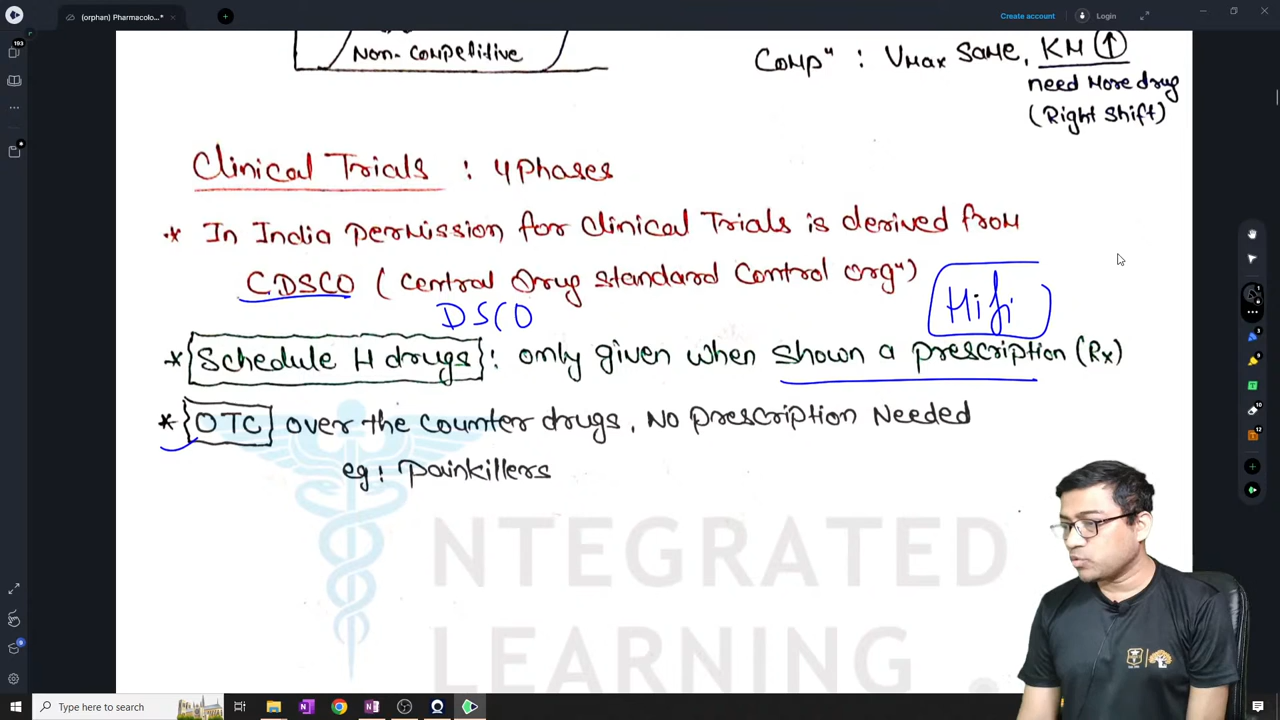 (orphan) Pharmacolo...*
Create account
Login
193
Non-Competitive
Compⁿ : Vmax Same, KM (↑)
need More drug
(Right Shift)
Clinical Trials : 4 Phases
* In India permission for Clinical Trials is derived from
CDSCO (Central Drug Standard Control orgⁿ)
DSCO
Hifi
* Schedule H drugs : only given when shown a prescription (Rx)
* OTC over the counter drugs, No prescription Needed
eg: Painkillers
NTEGRATED
LEARNING
Type here to search